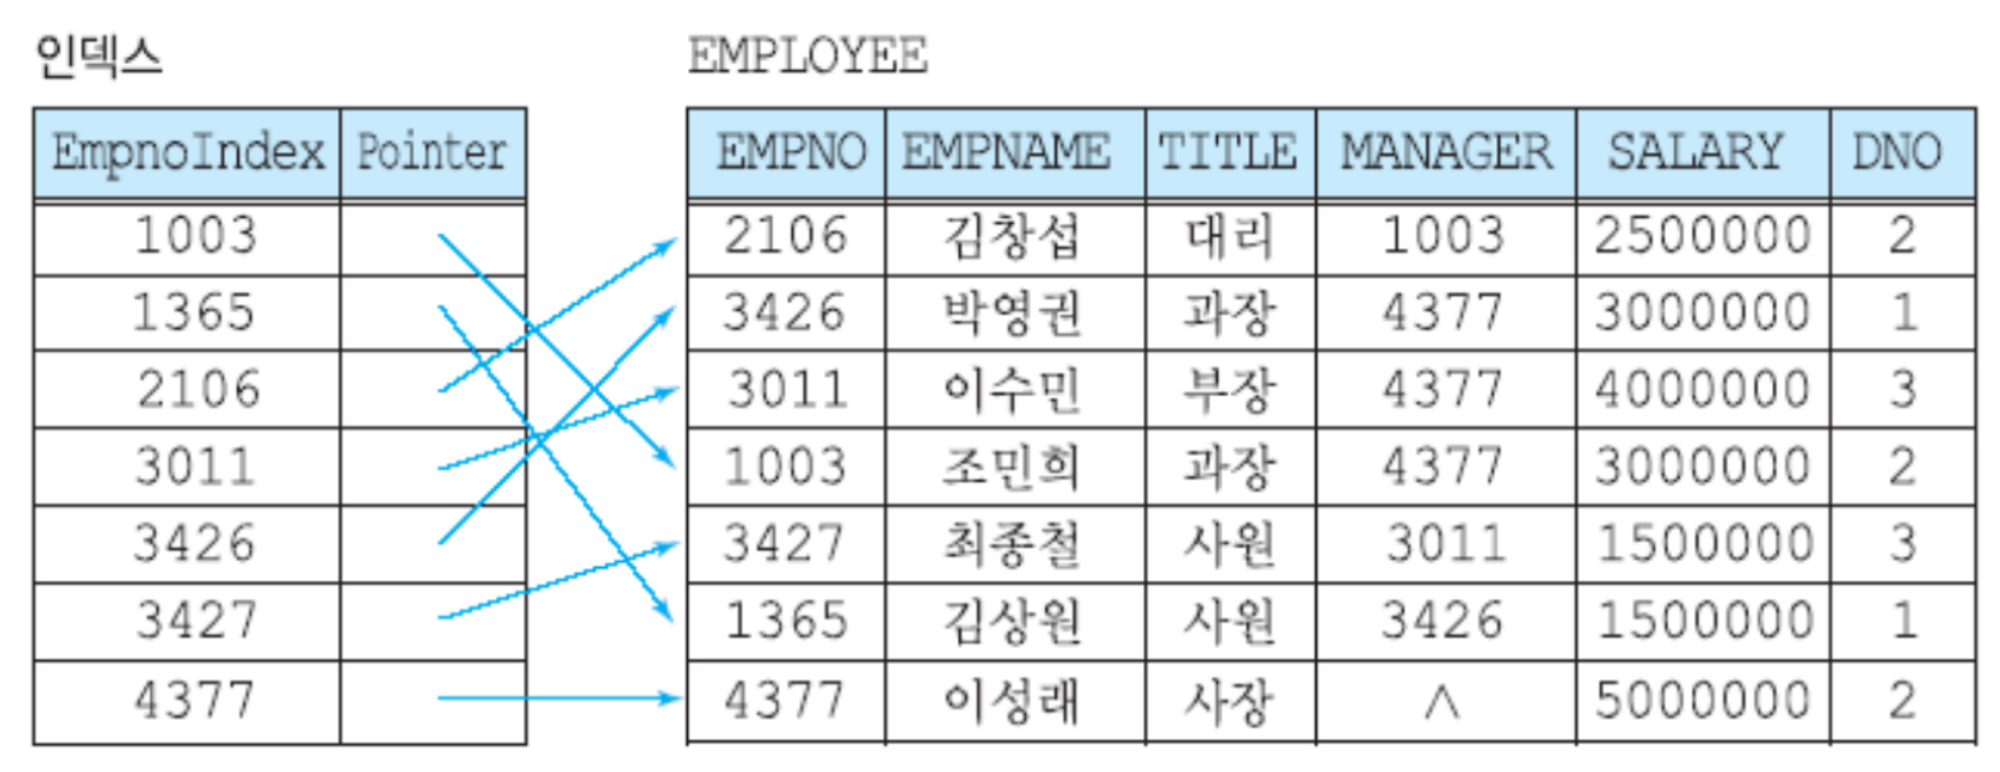 인덱스
EmpnoIndex Pointer
1003
1365
2106
3011
3426
3427
4377
EMPLOYEE
EMPNO EMPNAME TITLE MANAGER SALARY DNO
2106 김창섭 대리 1003 2500000 2
3426 박영권 과장 4377 3000000 1
3011 이수민 부장 4377 4000000 3
1003 조민희 과장 4377 3000000 2
3427 최종철 사원 3011 1500000 3
1365 김상원 사원 3426 1500000 1
4377 이성래 사장 ∧ 5000000 2